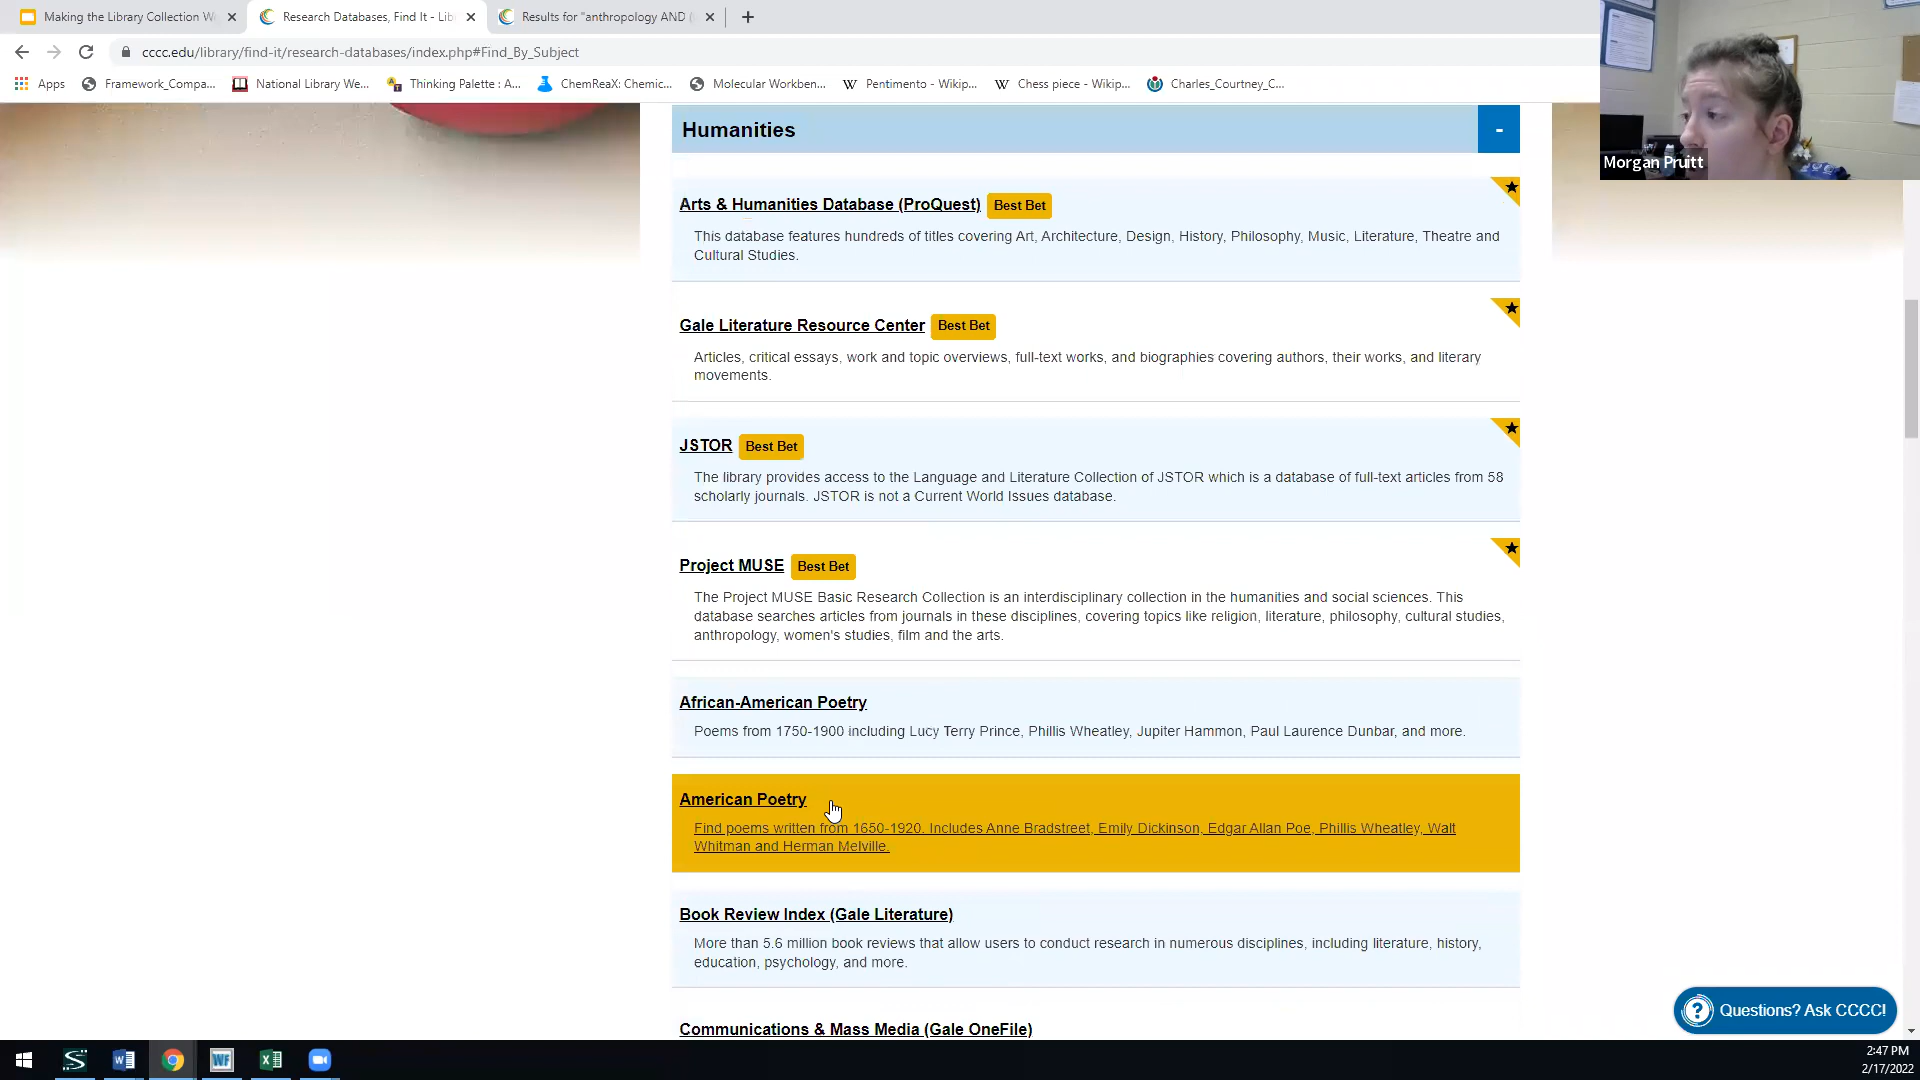 Making the Library Collection W
Research Databases, Find It - Lib
Results for "anthropology AND (
cccc.edu/library/find-it/research-databases/index.php#Find_By_Subject
Apps
Framework_Compa...
National Library We...
Thinking Palette : A...
ChemReaX: Chemic...
Molecular Workben...
Pentimento - Wikip...
Chess piece - Wikip...
Charles_Courtney_C...
Morgan Pruitt
Humanities
-
Arts & Humanities Database (ProQuest) Best Bet
This database features hundreds of titles covering Art, Architecture, Design, History, Philosophy, Music, Literature, Theatre and
Cultural Studies.
Gale Literature Resource Center Best Bet
Articles, critical essays, work and topic overviews, full-text works, and biographies covering authors, their works, and literary
movements.
JSTOR Best Bet
The library provides access to the Language and Literature Collection of JSTOR which is a database of full-text articles from 58
scholarly journals. JSTOR is not a Current World Issues database.
Project MUSE Best Bet
The Project MUSE Basic Research Collection is an interdisciplinary collection in the humanities and social sciences. This
database searches articles from journals in these disciplines, covering topics like religion, literature, philosophy, cultural studies,
anthropology, women's studies, film and the arts.
African-American Poetry
Poems from 1750-1900 including Lucy Terry Prince, Phillis Wheatley, Jupiter Hammon, Paul Laurence Dunbar, and more.
American Poetry
Find poems written from 1650-1920. Includes Anne Bradstreet, Emily Dickinson, Edgar Allan Poe, Phillis Wheatley, Walt
Whitman and Herman Melville.
Book Review Index (Gale Literature)
More than 5.6 million book reviews that allow users to conduct research in numerous disciplines, including literature, history,
education, psychology, and more.
Communications & Mass Media (Gale OneFile)
Questions? Ask CCCC!
2:47 PM
2/17/2022